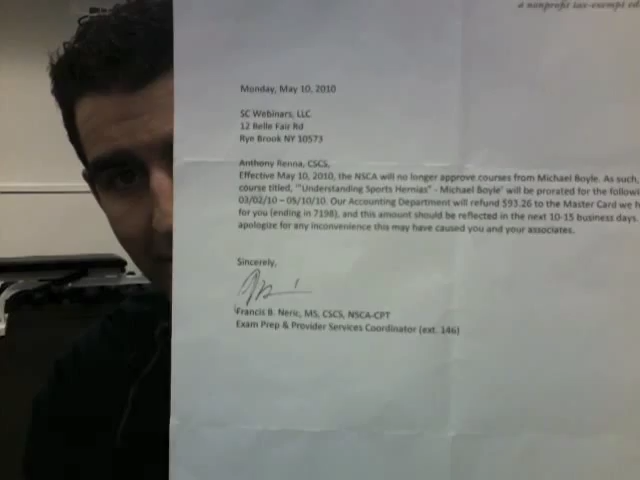 a nonprofit tax-exempt ed
Monday, May 10, 2010
SC Webinars, LLC
12 Belle Fair Rd
Rye Brook NY 10573
Anthony Renna, CSCS,
Effective May 10, 2010, the NSCA will no longer approve courses from Michael Boyle. As such,
course titled, '"Understanding Sports Hernias" - Michael Boyle' will be prorated for the follow
03/02/10 – 05/10/10. Our Accounting Department will refund $93.26 to the Master Card we h
for you (ending in 7198), and this amount should be reflected in the next 10-15 business days.
apologize for any inconvenience this may have caused you and your associates.
Sincerely,
Francis B. Neric, MS, CSCS, NSCA-CPT
Exam Prep & Provider Services Coordinator (ext. 146)